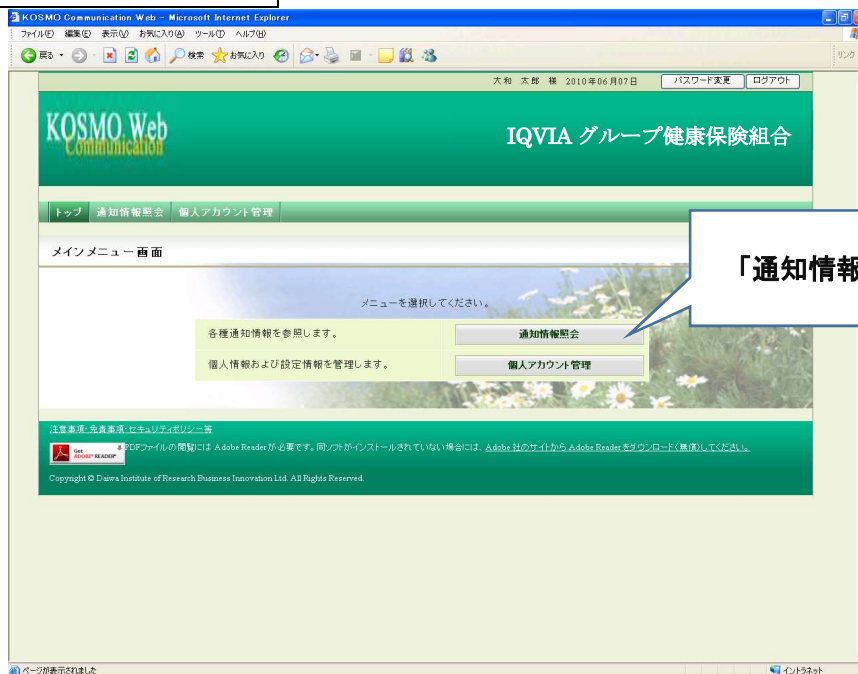 KOSMO Communication Web - Microsoft Internet Explorer
ファイル(F) 編集(E) 表示(V) お気に入り(A) ツール(T) ヘルプ(H)
戻る 検索 お気に入り リンク
大和 太郎 様 2010年06月07日 パスワード変更 ログアウト
KOSMO Web
Communication
IQVIA グループ健康保険組合
トップ 通知情報照会 個人アカウント管理
メインメニュー画面
「通知情報
メニューを選択してください。
各種通知情報を参照します。 通知情報照会
個人情報および設定情報を管理します。 個人アカウント管理
注意事項・免責事項・セキュリティポリシー等
Get ADOBE READER PDFファイルの閲覧には Adobe Reader が必要です。同ソフトがインストールされていない場合には、Adobe 社のサイトから Adobe Reader をダウンロード(無償)してください。
Copyright © Daiwa Institute of Research Business Innovation Ltd. All Rights Reserved.
ページが表示されました イントラネット